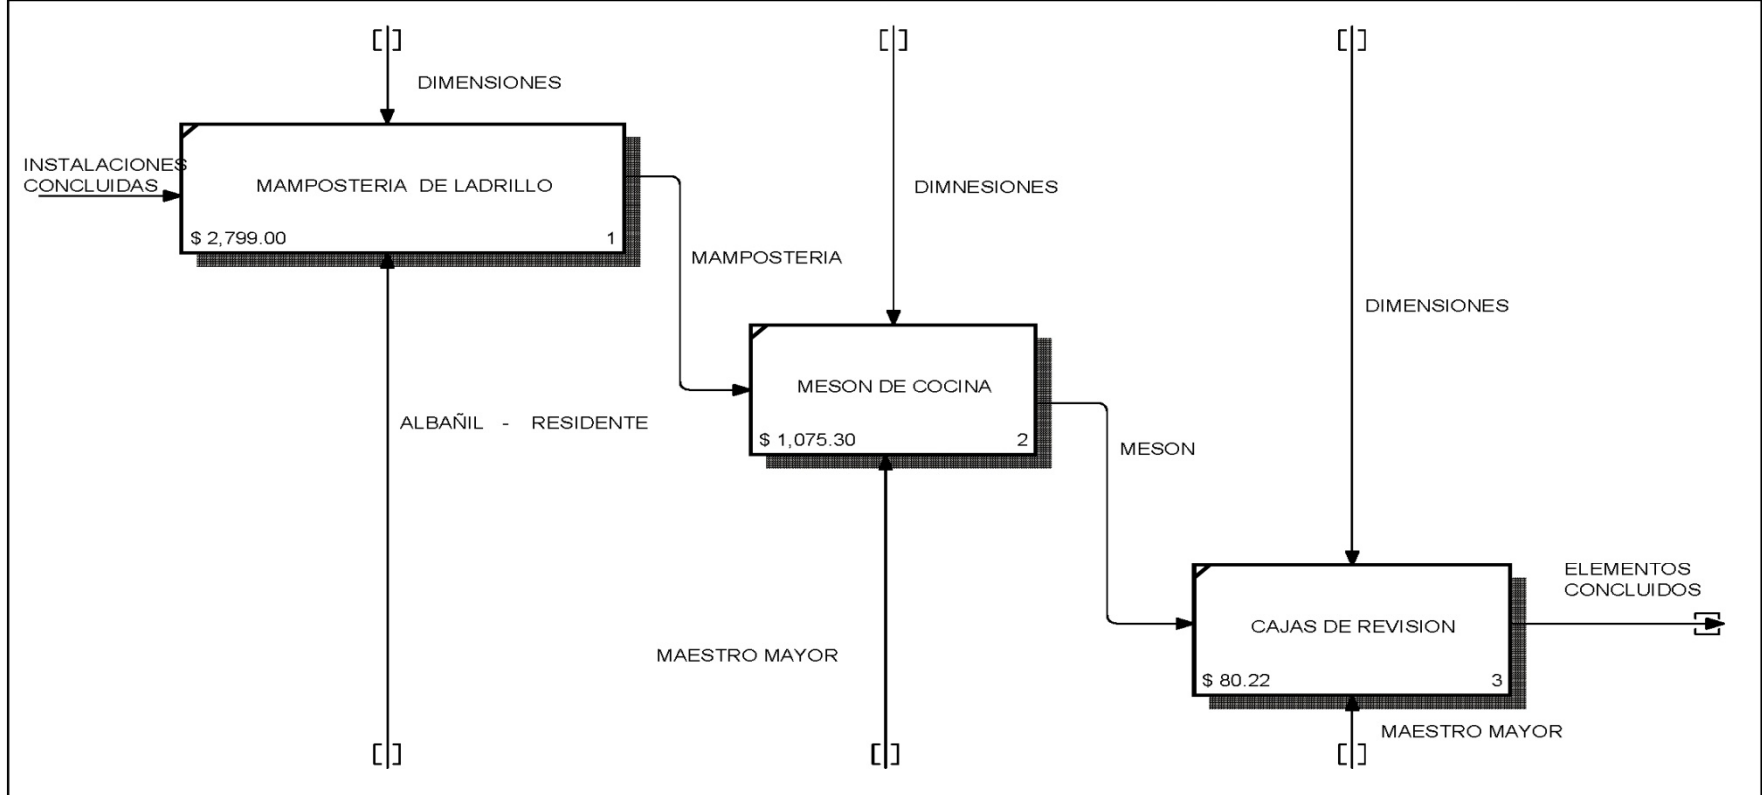 DIMENSIONES
INSTALACIONES
CONCLUIDAS
MAMPOSTERIA DE LADRILLO
$ 2,799.00 1
DIMNESIONES
MAMPOSTERIA
DIMENSIONES
MESON DE COCINA
$ 1,075.30 2
ALBAÑIL - RESIDENTE
MESON
ELEMENTOS
CONCLUIDOS
CAJAS DE REVISION
$ 80.22 3
MAESTRO MAYOR
MAESTRO MAYOR